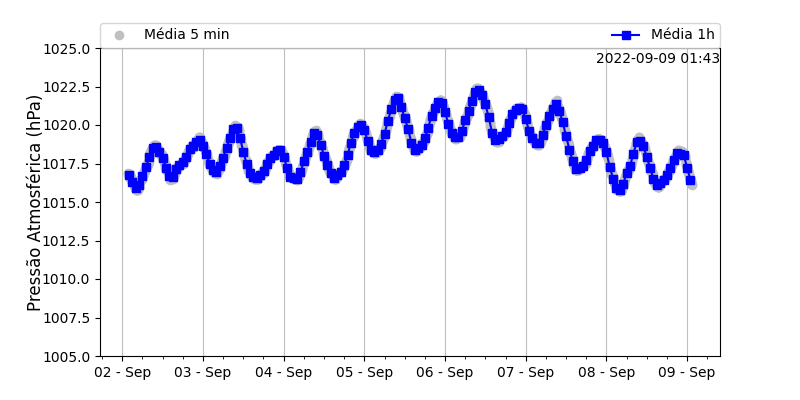 Média 5 min
Média 1h
2022-09-09 01:43
Pressão Atmosférica (hPa)
1025.0
1022.5
1020.0
1017.5
1015.0
1012.5
1010.0
1007.5
1005.0
02 - Sep
03 - Sep
04 - Sep
05 - Sep
06 - Sep
07 - Sep
08 - Sep
09 - Sep